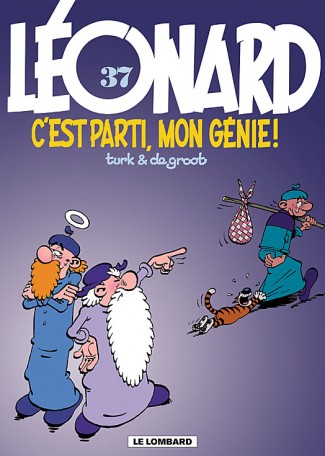 LÉONARD
37
C'EST PARTI, MON GÉNIE!
turk & de groot
LE LOMBARD